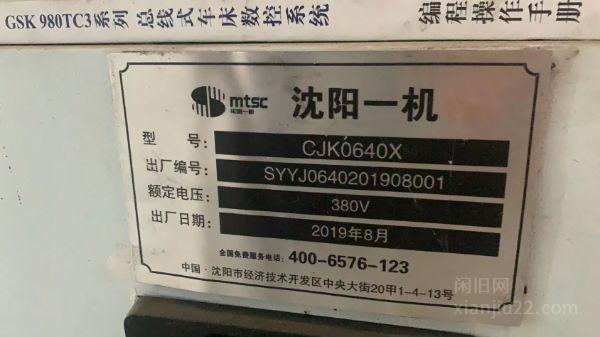 GSK 980TC3系列 总线式车床数控系统 编程操作手册
mtsc 沈阳一机
沈阳一机
型 号: CJK0640X
出厂编号: SYYJ0640201908001
额定电压: 380V
出厂日期: 2019年8月
全国免费服务电话: 400-6576-123
中国·沈阳市经济技术开发区中央大街20甲1-4-13号
闲旧网
xianjiu22.com